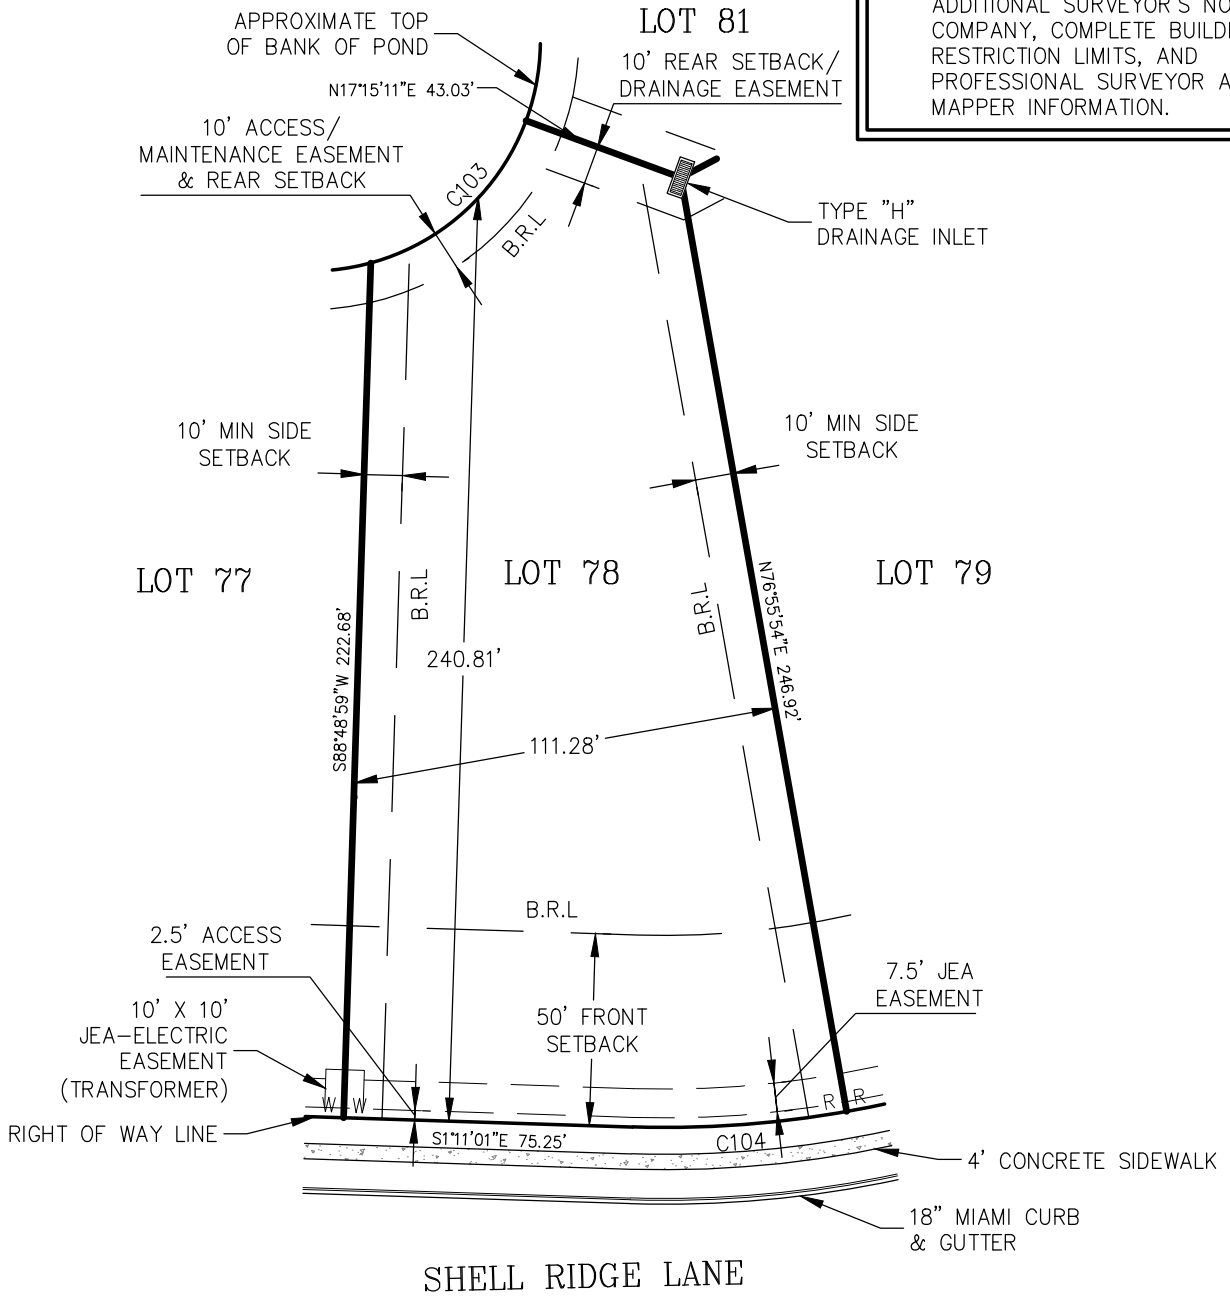 LOT 81
APPROXIMATE TOP
OF BANK OF POND
N17°15'11"E 43.03'
10' REAR SETBACK/
DRAINAGE EASEMENT
COMPANY, COMPLETE
RESTRICTION LIMITS, AND
PROFESSIONAL SURVEYOR
MAPPER INFORMATION.
10' ACCESS/
MAINTENANCE EASEMENT
& REAR SETBACK
C103
B.R.L
TYPE "H"
DRAINAGE INLET
10' MIN SIDE
SETBACK
10' MIN SIDE
SETBACK
LOT 77
LOT 78
LOT 79
B.R.L
B.R.L
N76°55'54"E 246.92'
S88°48'59"W 222.68'
240.81'
111.28'
B.R.L
2.5' ACCESS
EASEMENT
7.5' JEA
EASEMENT
10' X 10'
JEA-ELECTRIC
EASEMENT
(TRANSFORMER)
50' FRONT
SETBACK
W W
R R
RIGHT OF WAY LINE
S1°11'01"E 75.25'
C104
4' CONCRETE SIDEWALK
18" MIAMI CURB
& GUTTER
SHELL RIDGE LANE